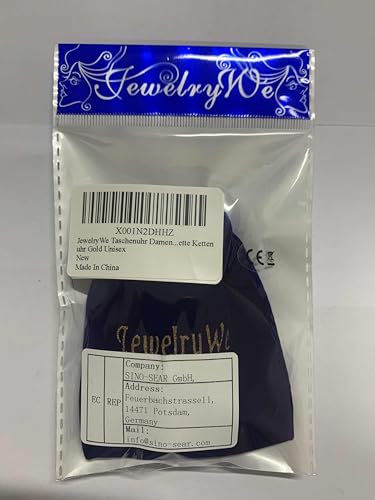 JewelryWe
X001N2DHHZ
JewelryWe Taschenuhr Damen...ette Ketten
uhr Gold Unisex
New
Made In China
CE
JewelryWe
EC REP
Company:
SINO-SEAR GmbH,
Address:
Feuerbachstrasse11,
14471 Potsdam,
Germany
Mail:
info@sino-sear.com